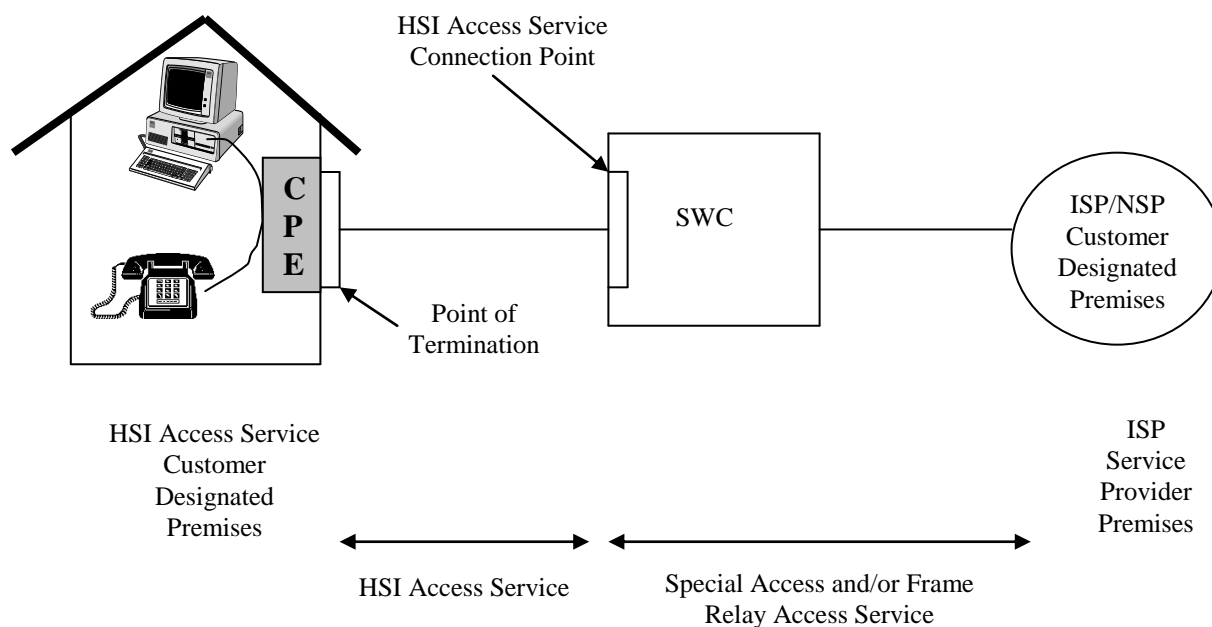 HSI Access Service
Connection Point
C
P
E
SWC
ISP/NSP
Customer
Designated
Premises
Point of
Termination
HSI Access Service
Customer
Designated
Premises
ISP
Service
Provider
Premises
HSI Access Service
Special Access and/or Frame
Relay Access Service